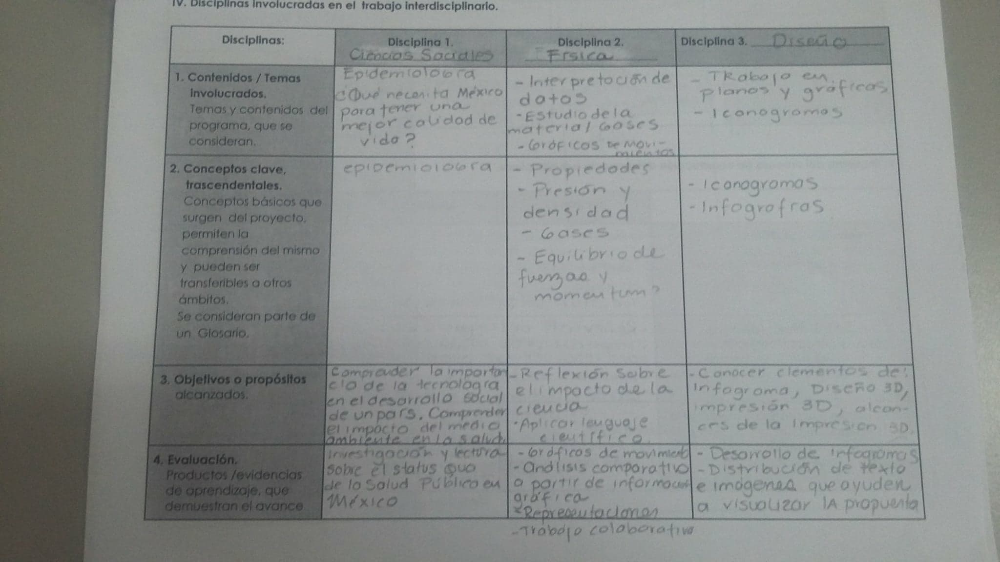 IV. Disciplinas involucradas en el trabajo interdisciplinario.
Disciplinas:
Disciplina 1.
Ciencias Sociales
Disciplina 2.
Física
Disciplina 3. Diseño
1. Contenidos / Temas
involucrados.
Temas y contenidos del
programa, que se
consideran.
Epidemiología
¿Qué necesita México
para tener una
mejor calidad de
vida?
- Interpretación de
datos
- Estudio de la
materia / Gases
- Gráficos de movi-
mientos
- Trabajo en
planos y gráficas
- Iconogramas
2. Conceptos clave,
trascendentales.
Conceptos básicos que
surgen del proyecto,
permiten la
comprensión del mismo
y pueden ser
transferibles a otros
ámbitos.
Se consideran parte de
un Glosario.
epidemiología
- Propiedades
- Presión y
densidad
- Gases
- Equilibrio de
fuerzas y
momentum?
- Iconogramas
- Infografías
3. Objetivos o propósitos
alcanzados.
Comprender la importan
cia de la tecnología
en el desarrollo social
de un país. Comprender
el impacto del medio
ambiente en la salud.
- Reflexión sobre
el impacto de la
ciencia
- Aplicar lenguaje
científico.
- Conocer elementos de:
Infograma, Diseño 3D,
impresión 3D, alcan-
ces de la impresión 3D.
4. Evaluación.
Productos /evidencias
de aprendizaje, que
demuestran el avance
Investigación y lectura
sobre el status quo
de la Salud Pública en
México
- Gráficos de movimiento
- Análisis comparativo
a partir de información
gráfica
- Representaciones
- Trabajo colaborativo
- Desarrollo de infogramas
- Distribución de texto
e imágenes que ayuden
a visualizar la propuesta